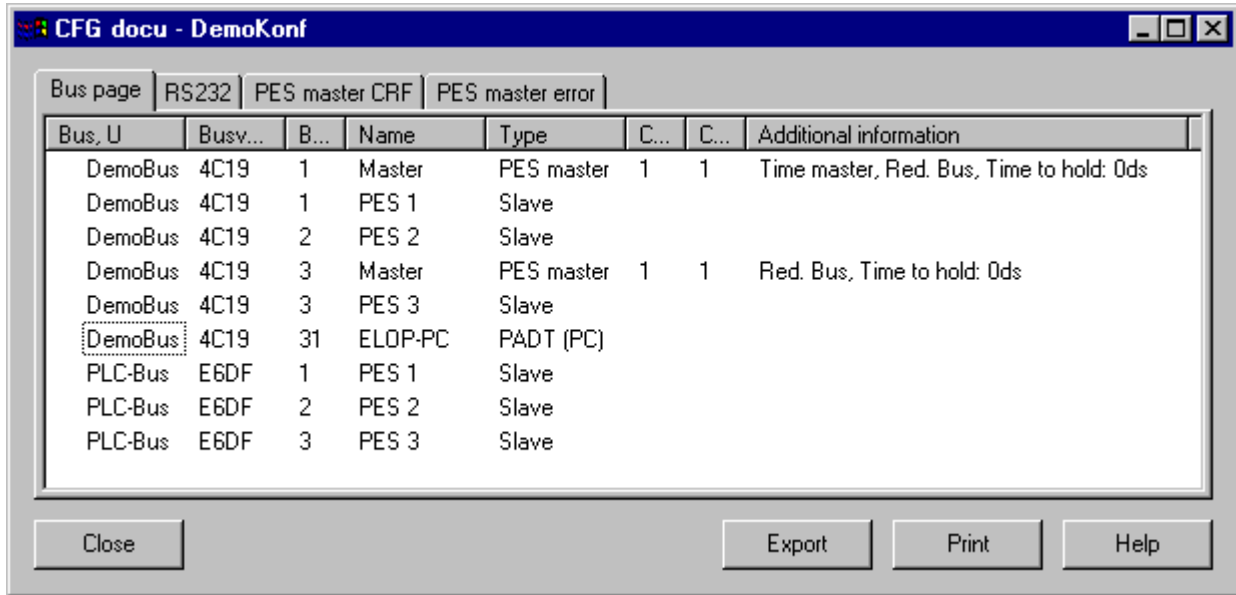 CFG docu - DemoKonf
Bus page RS232 PES master CRF PES master error
Bus, U Busv... B... Name Type C... C... Additional information
DemoBus 4C19 1 Master PES master 1 1 Time master, Red. Bus, Time to hold: 0ds
DemoBus 4C19 1 PES 1 Slave
DemoBus 4C19 2 PES 2 Slave
DemoBus 4C19 3 Master PES master 1 1 Red. Bus, Time to hold: 0ds
DemoBus 4C19 3 PES 3 Slave
DemoBus 4C19 31 ELOP-PC PADT (PC)
PLC-Bus E6DF 1 PES 1 Slave
PLC-Bus E6DF 2 PES 2 Slave
PLC-Bus E6DF 3 PES 3 Slave
Close Export Print Help